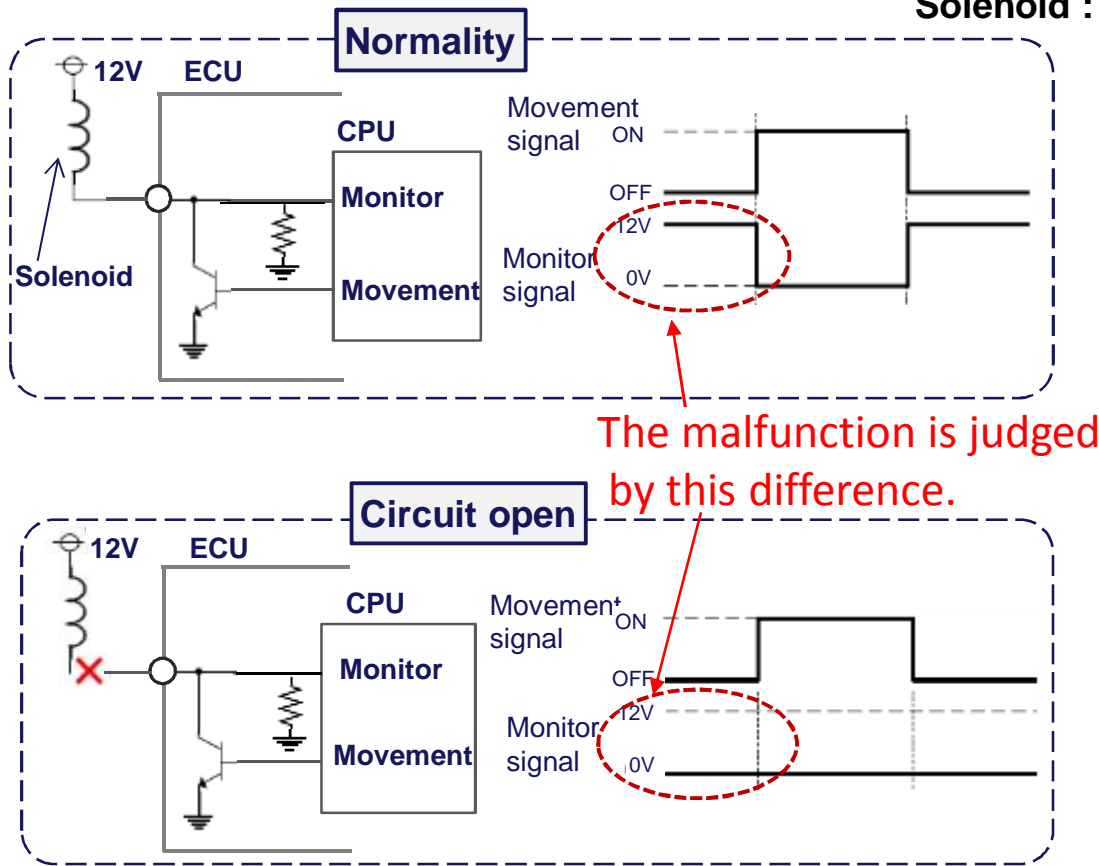 Solenoid :
Normality
12V
ECU
CPU
Monitor
Movement
Solenoid
Movement
signal
ON
OFF
12V
Monitor
signal
0V
The malfunction is judged
by this difference.
Circuit open
12V
ECU
CPU
Monitor
Movement
Movement
signal
ON
OFF
12V
Monitor
signal
0V